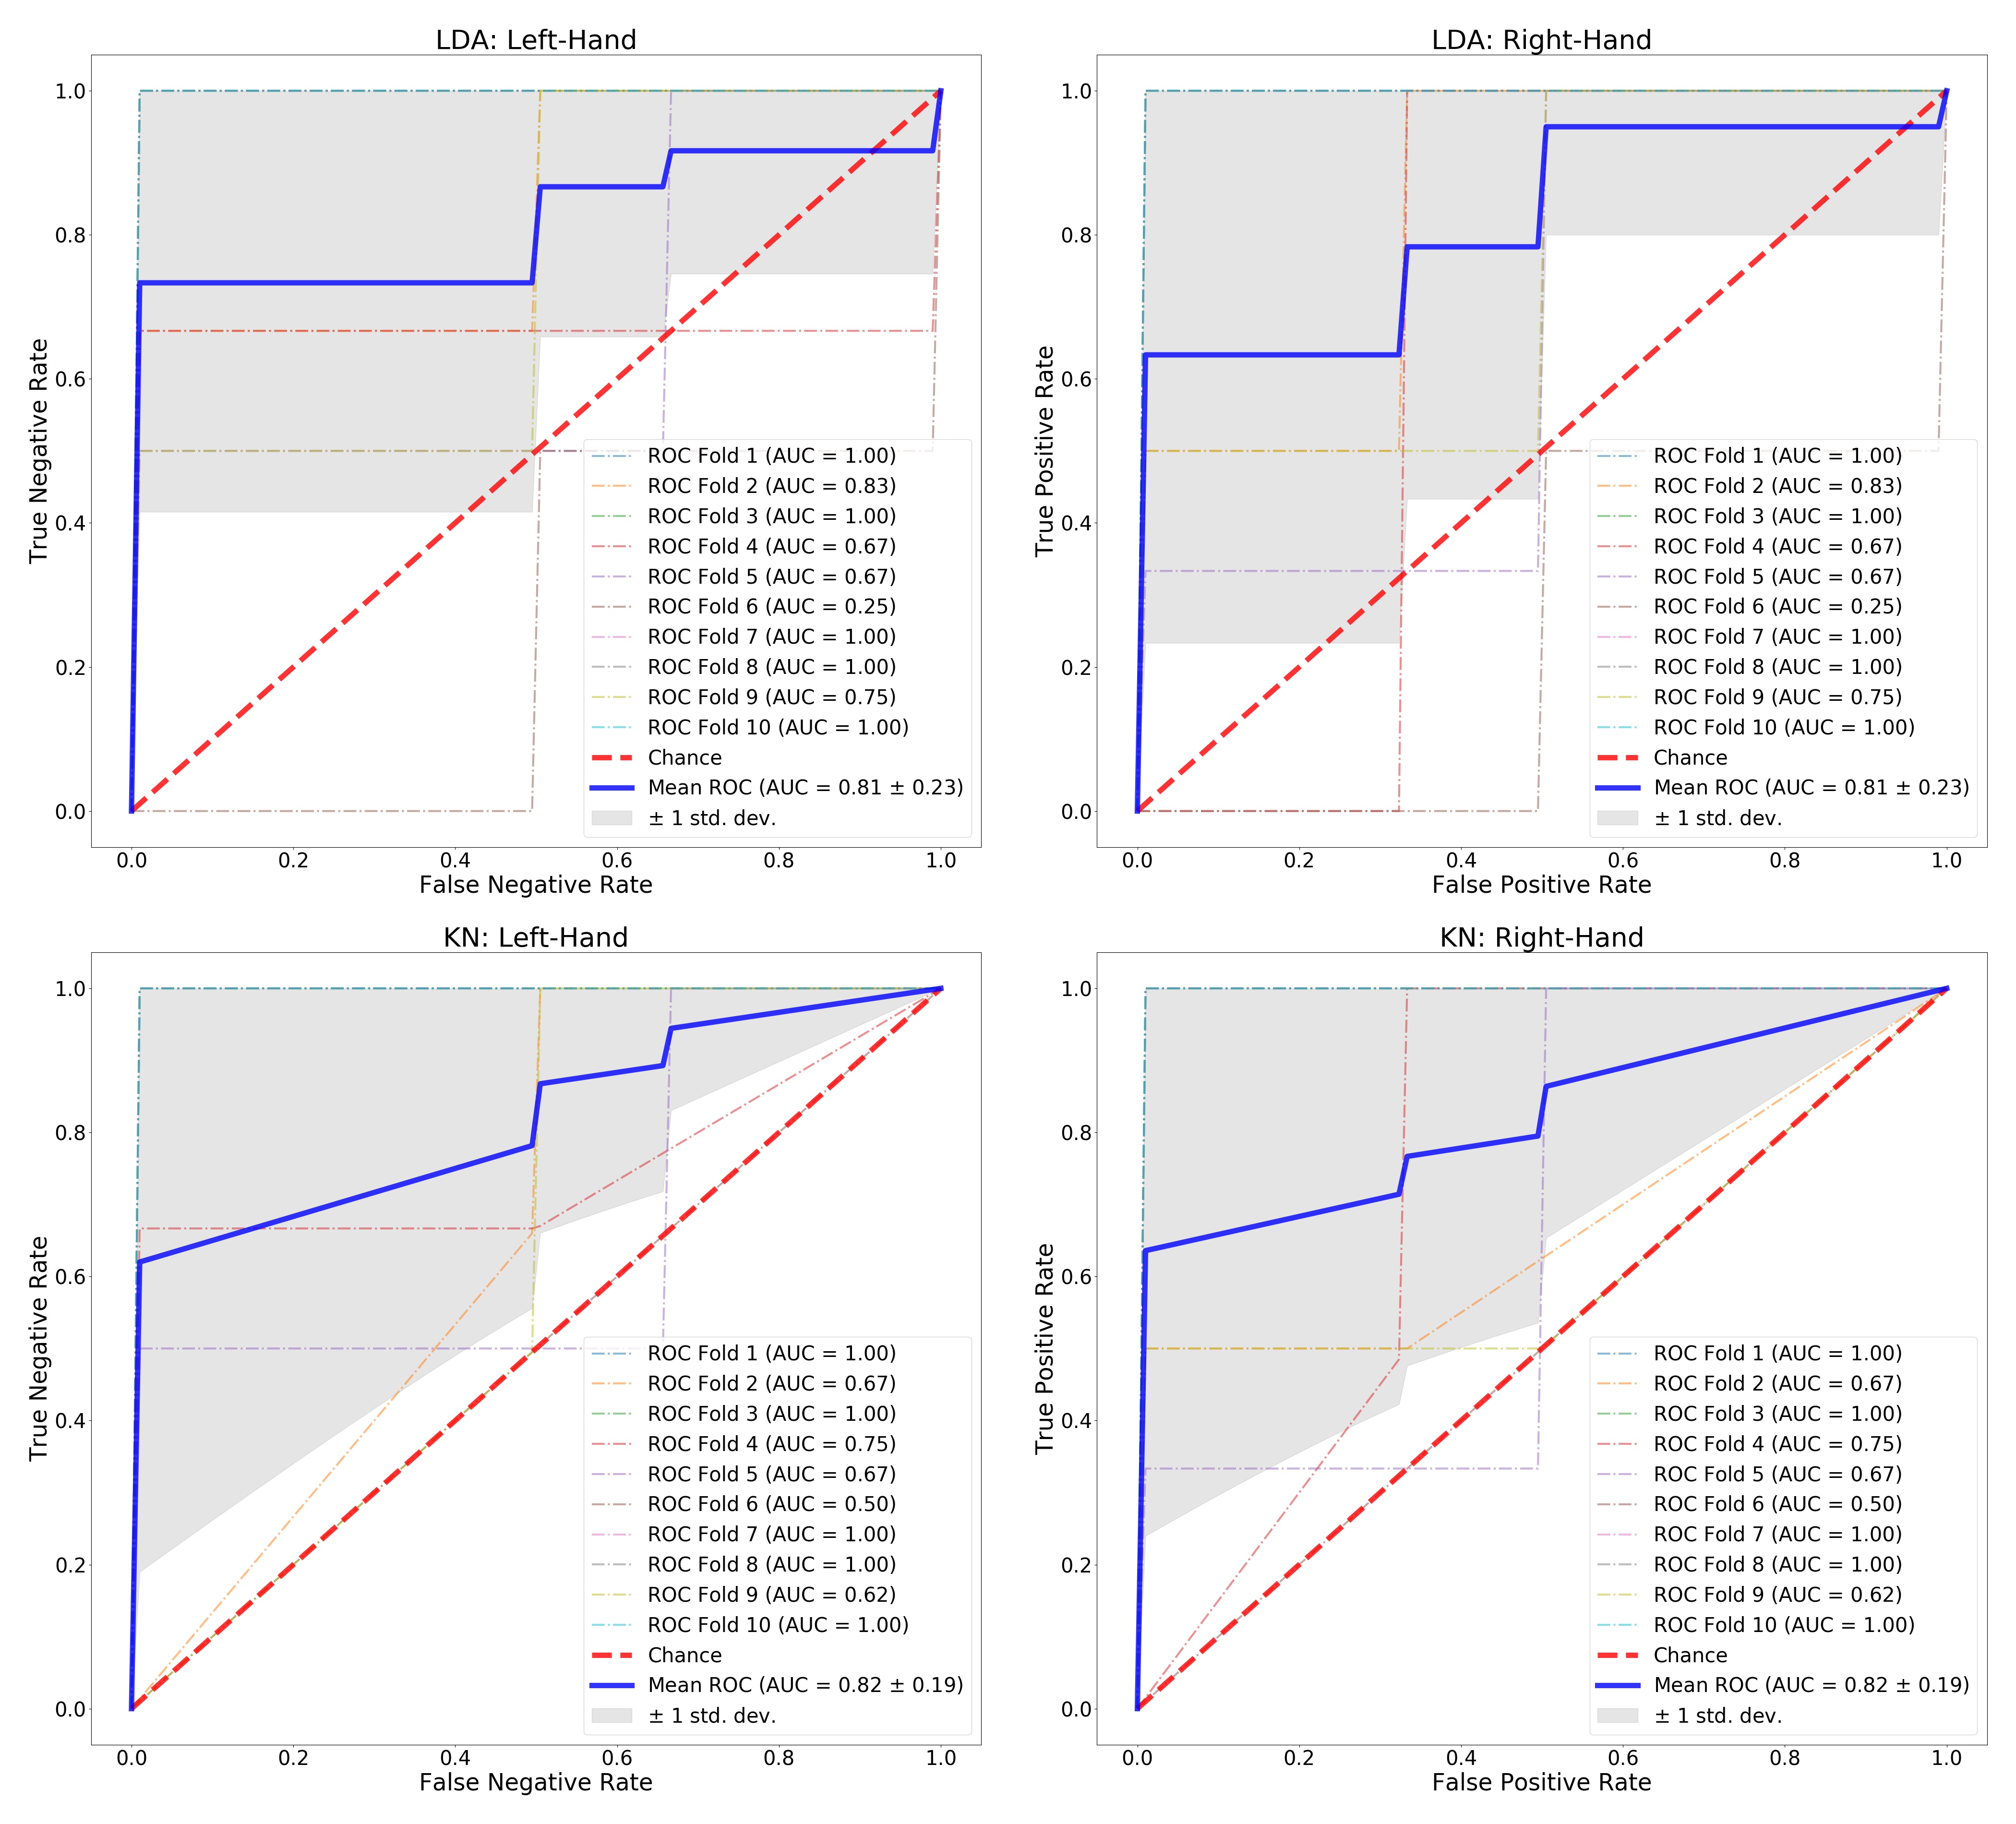 LDA: Left-Hand
True Negative Rate
1.0
0.8
0.6
0.4
0.2
0.0
ROC Fold 1 (AUC = 1.00)
ROC Fold 2 (AUC = 0.83)
ROC Fold 3 (AUC = 1.00)
ROC Fold 4 (AUC = 0.67)
ROC Fold 5 (AUC = 0.67)
ROC Fold 6 (AUC = 0.25)
ROC Fold 7 (AUC = 1.00)
ROC Fold 8 (AUC = 1.00)
ROC Fold 9 (AUC = 0.75)
ROC Fold 10 (AUC = 1.00)
Chance
Mean ROC (AUC = 0.81 ± 0.23)
± 1 std. dev.
0.0 0.2 0.4 0.6 0.8 1.0
False Negative Rate
LDA: Right-Hand
True Positive Rate
1.0
0.8
0.6
0.4
0.2
0.0
ROC Fold 1 (AUC = 1.00)
ROC Fold 2 (AUC = 0.83)
ROC Fold 3 (AUC = 1.00)
ROC Fold 4 (AUC = 0.67)
ROC Fold 5 (AUC = 0.67)
ROC Fold 6 (AUC = 0.25)
ROC Fold 7 (AUC = 1.00)
ROC Fold 8 (AUC = 1.00)
ROC Fold 9 (AUC = 0.75)
ROC Fold 10 (AUC = 1.00)
Chance
Mean ROC (AUC = 0.81 ± 0.23)
± 1 std. dev.
0.0 0.2 0.4 0.6 0.8 1.0
False Positive Rate
KN: Left-Hand
True Negative Rate
1.0
0.8
0.6
0.4
0.2
0.0
ROC Fold 1 (AUC = 1.00)
ROC Fold 2 (AUC = 0.67)
ROC Fold 3 (AUC = 1.00)
ROC Fold 4 (AUC = 0.75)
ROC Fold 5 (AUC = 0.67)
ROC Fold 6 (AUC = 0.50)
ROC Fold 7 (AUC = 1.00)
ROC Fold 8 (AUC = 1.00)
ROC Fold 9 (AUC = 0.62)
ROC Fold 10 (AUC = 1.00)
Chance
Mean ROC (AUC = 0.82 ± 0.19)
± 1 std. dev.
0.0 0.2 0.4 0.6 0.8 1.0
False Negative Rate
KN: Right-Hand
True Positive Rate
1.0
0.8
0.6
0.4
0.2
0.0
ROC Fold 1 (AUC = 1.00)
ROC Fold 2 (AUC = 0.67)
ROC Fold 3 (AUC = 1.00)
ROC Fold 4 (AUC = 0.75)
ROC Fold 5 (AUC = 0.67)
ROC Fold 6 (AUC = 0.50)
ROC Fold 7 (AUC = 1.00)
ROC Fold 8 (AUC = 1.00)
ROC Fold 9 (AUC = 0.62)
ROC Fold 10 (AUC = 1.00)
Chance
Mean ROC (AUC = 0.82 ± 0.19)
± 1 std. dev.
0.0 0.2 0.4 0.6 0.8 1.0
False Positive Rate